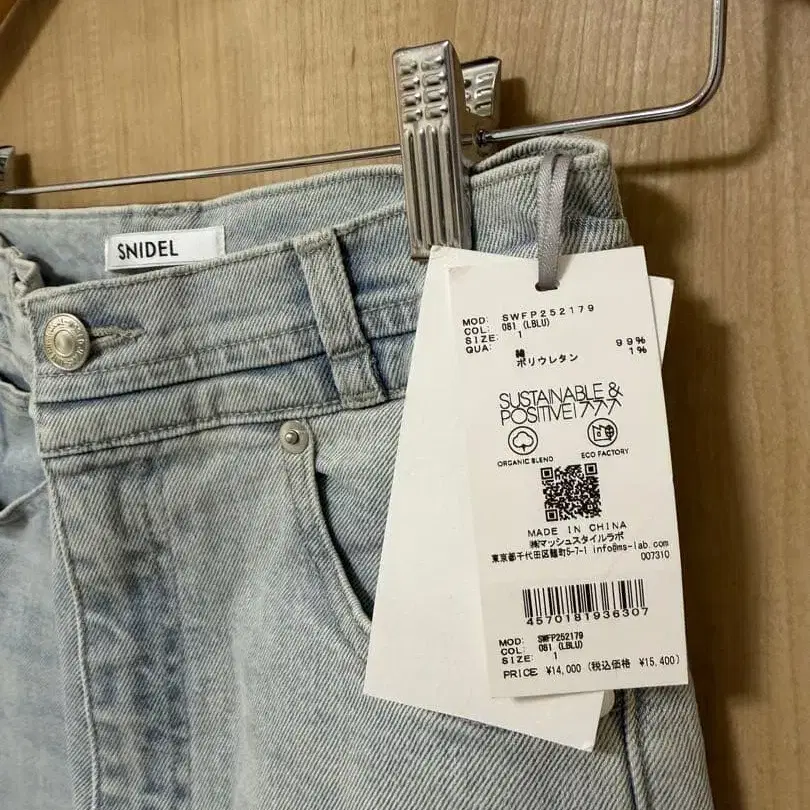 SNIDEL
MOD: SWFP252179
COL: 081 (LBLU)
SIZE: 1
QUA: 綿 99%
ポリウレタン 1%
SUSTAINABLE &
POSITIVE!777
ORGANIC BLEND ECO FACTORY
MADE IN CHINA
㈱マッシュスタイルラボ
東京都千代田区麹町5-7-1 info@ms-lab.com
007310
4570181936307
MOD: SWFP252179
COL: 081 (LBLU)
SIZE: 1
PRICE ¥14,000 (税込価格 ¥15,400)